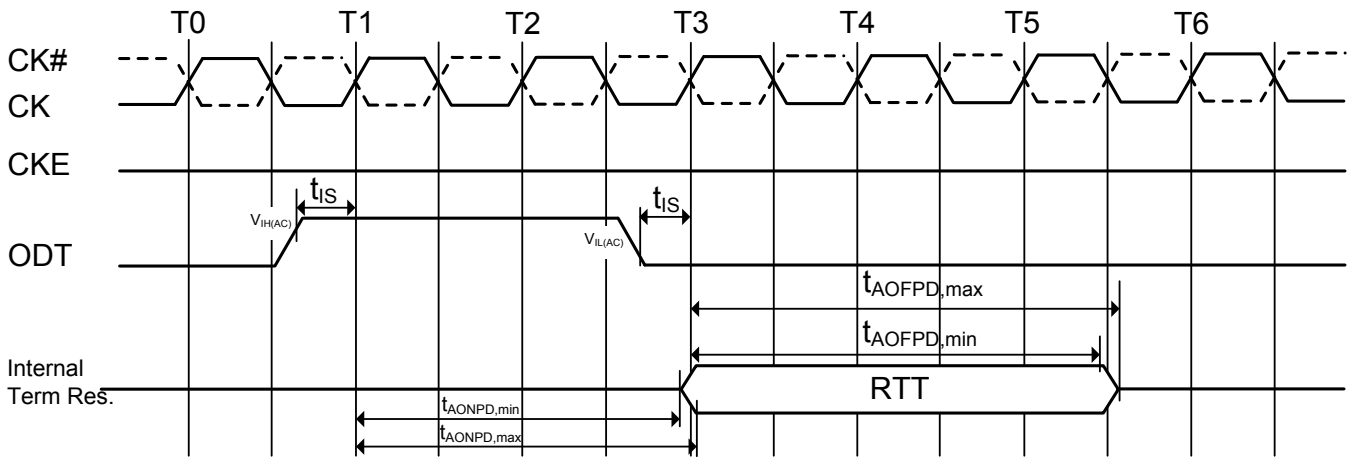 T0 T1 T2 T3 T4 T5 T6
CK#
CK
CKE
tIS tIS
VIH(AC) VIL(AC)
ODT
tAOFPD,max
tAOFPD,min
Internal
Term Res.
RTT
tAONPD,min
tAONPD,max